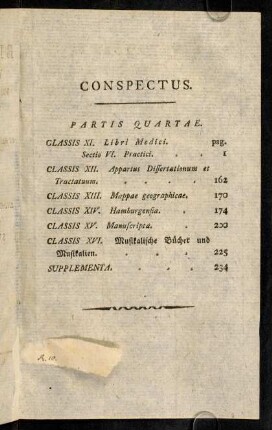 CONSPECTUS.
PARTIS QUARTAE.
CLASSIS XI. Libri Medici. pag.
Sectio VI. Practici. . . 1
CLASSIS XII. Apparatus Dissertationum et
Tractatuum. . . . . 162
CLASSIS XIII. Mappae geographicae. 170
CLASSIS XIV. Hamburgensia. . 174
CLASSIS XV. Manuscripta. . 200
CLASSIS XVI. Musikalische Bücher und
Musikalien. . . . 225
SUPPLEMENTA. . . . 234